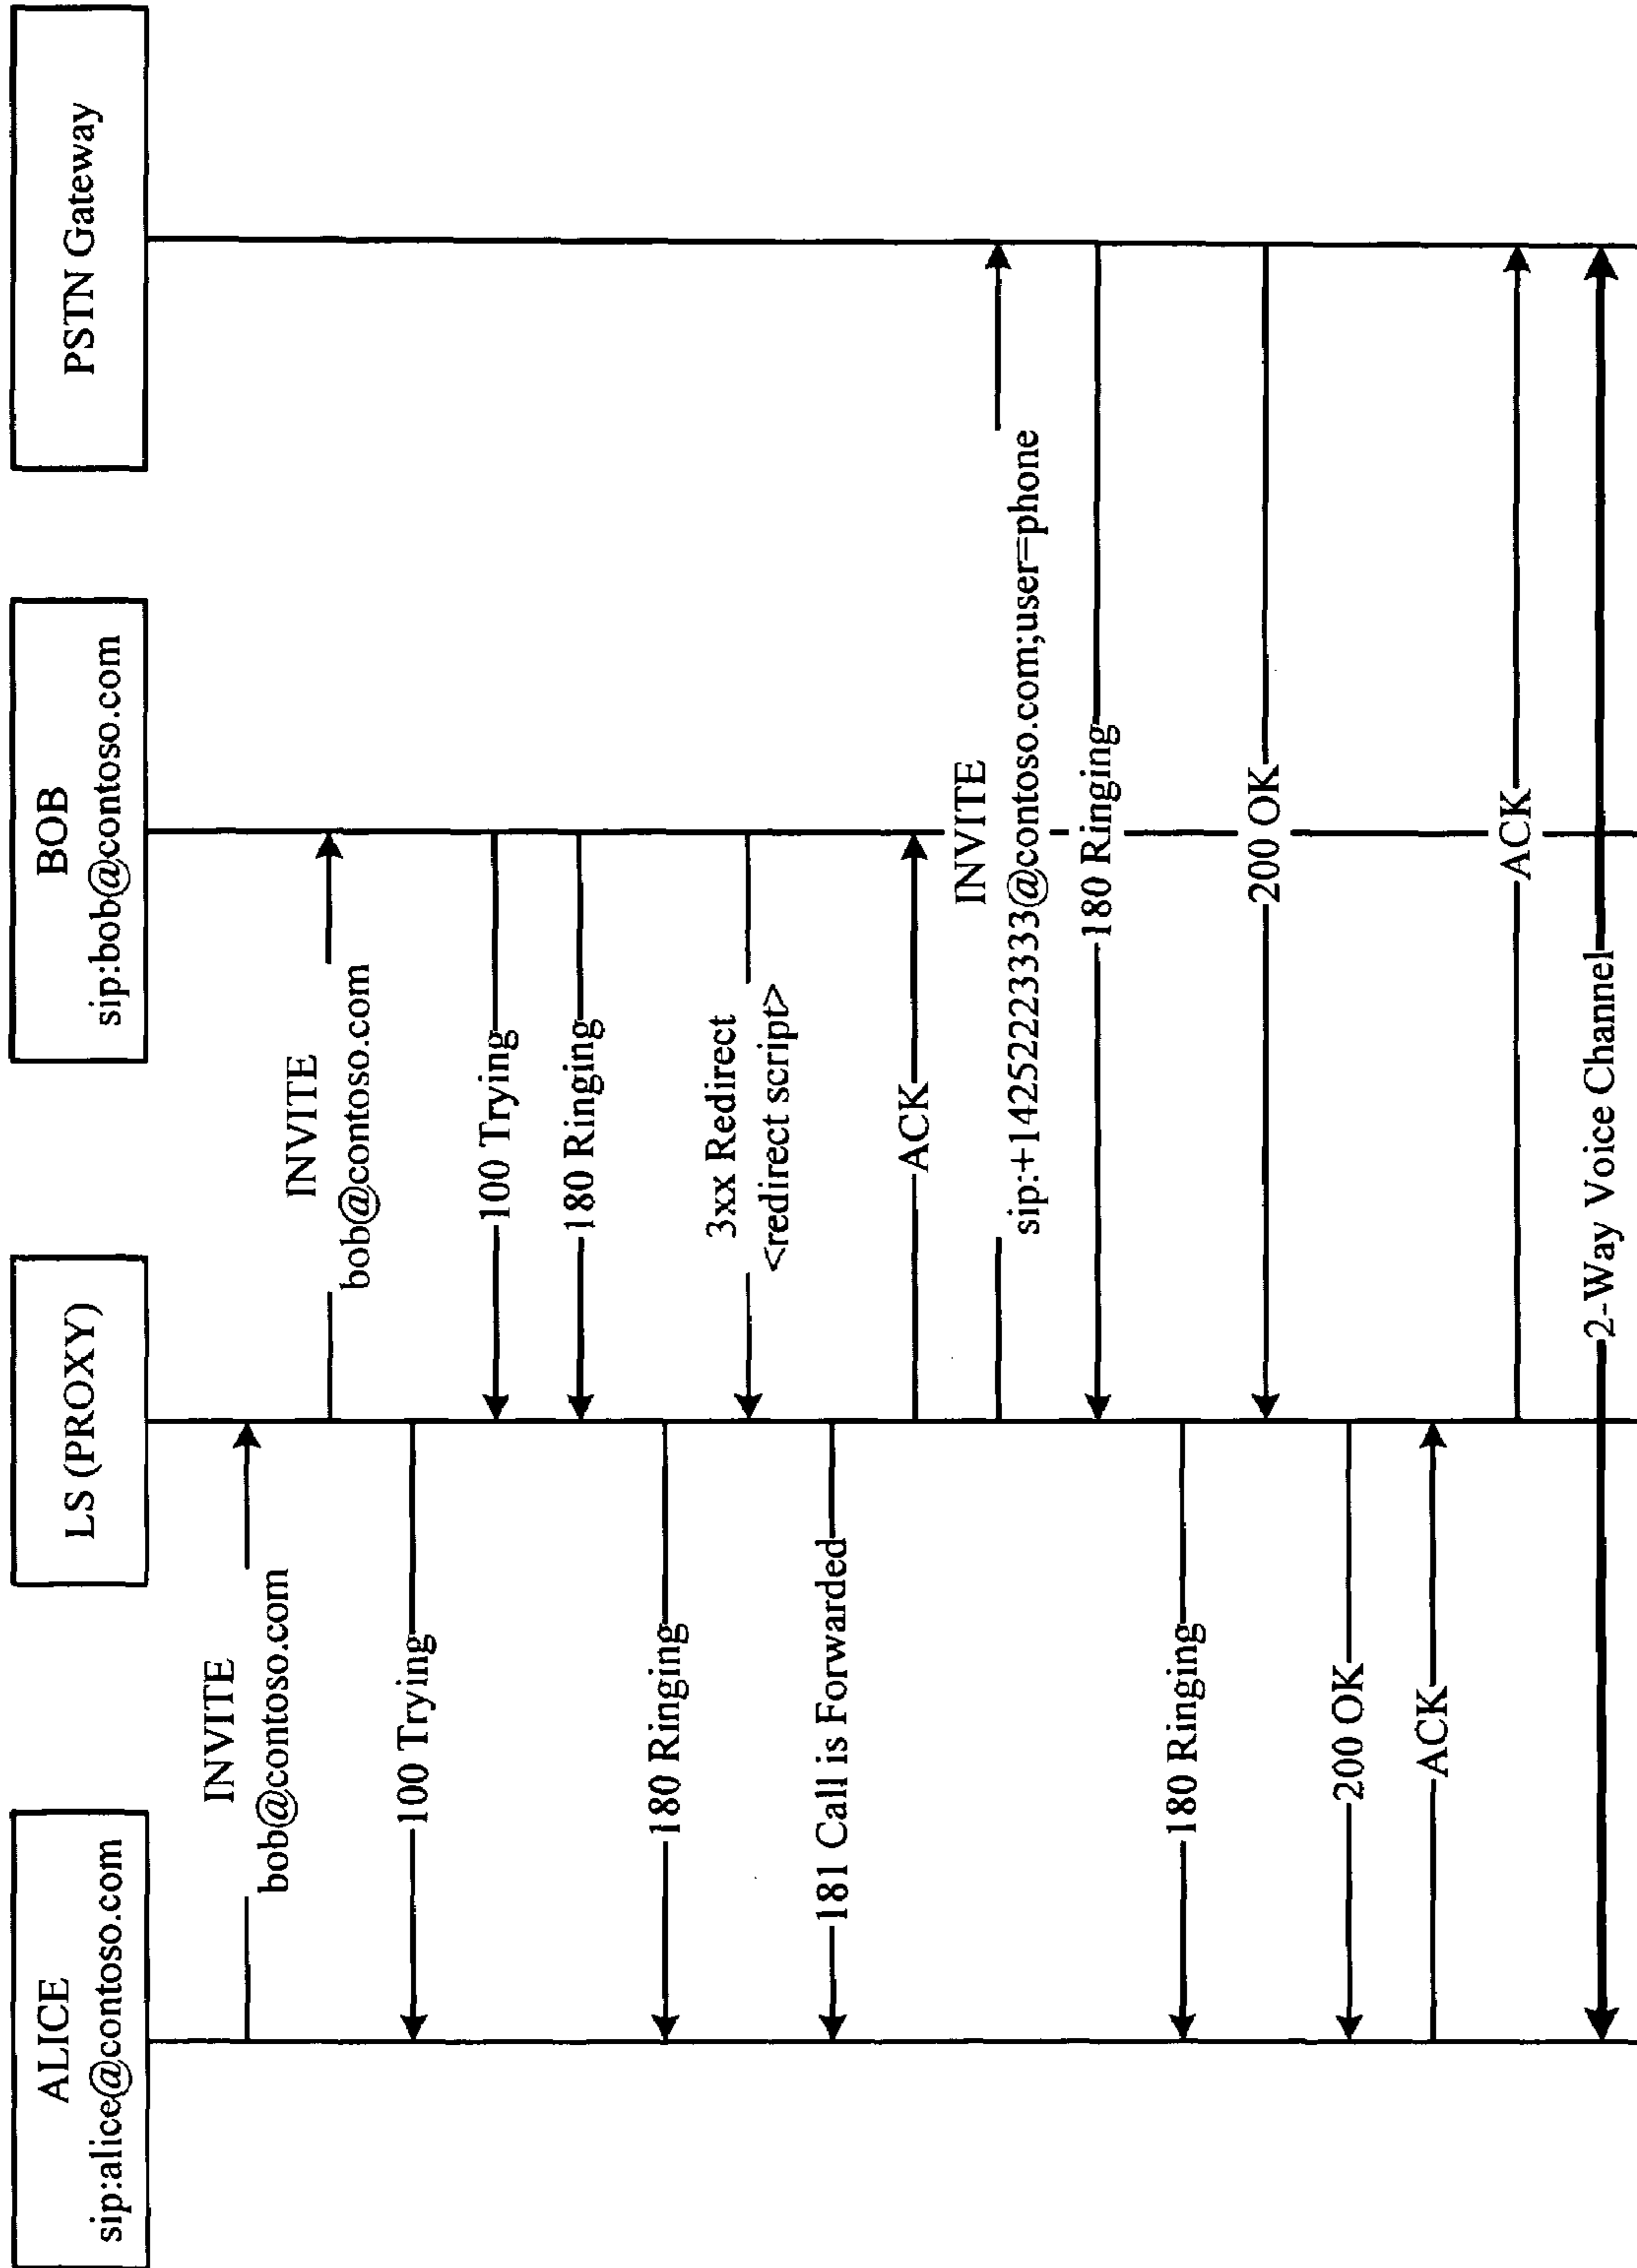 ALICE
sip:alice@contoso.com
LS (PROXY)
BOB
sip:bob@contoso.com
PSTN Gateway
INVITE
bob@contoso.com
INVITE
bob@contoso.com
100 Trying
100 Trying
180 Ringing
180 Ringing
3xx Redirect
<redirect script>
181 Call is Forwarded
ACK
INVITE
sip:+14252223333@contoso.com;user=phone
180 Ringing
180 Ringing
200 OK
200 OK
ACK
ACK
2-Way Voice Channel